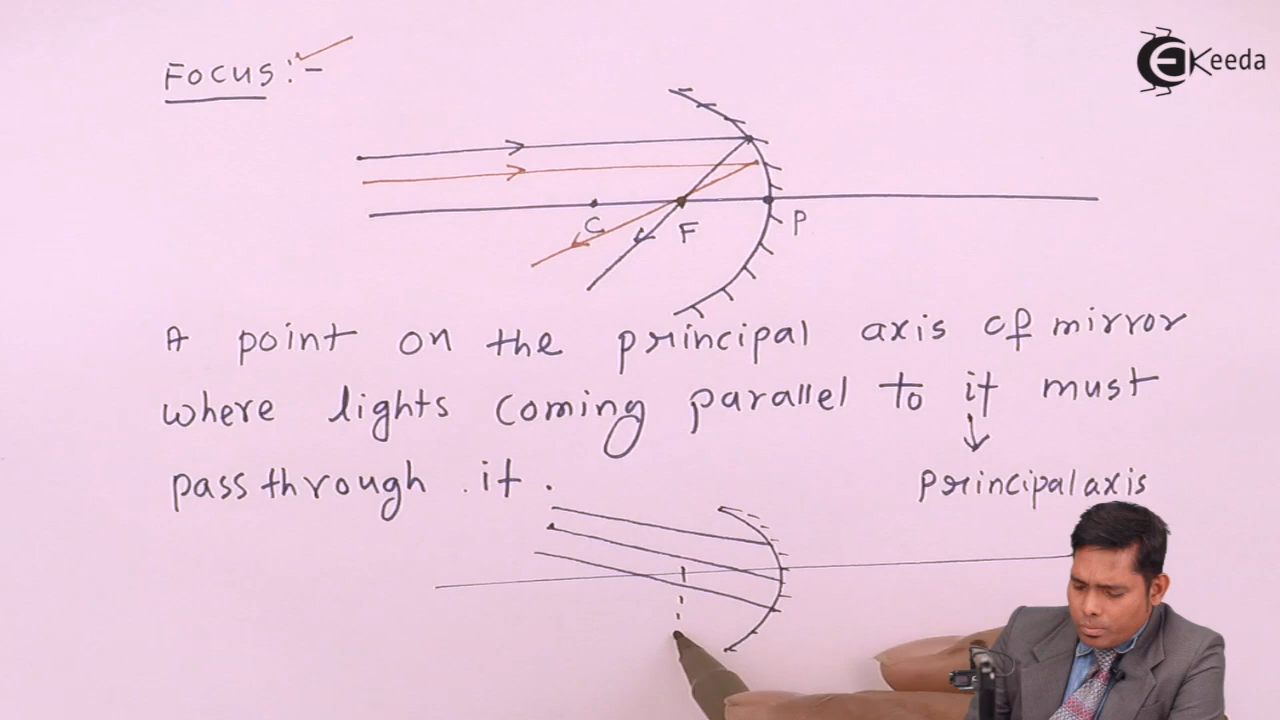 Focus:-
eKeeda
C
F
P
A point on the principal axis of mirror
where lights coming parallel to it must
pass through .it.
principal axis